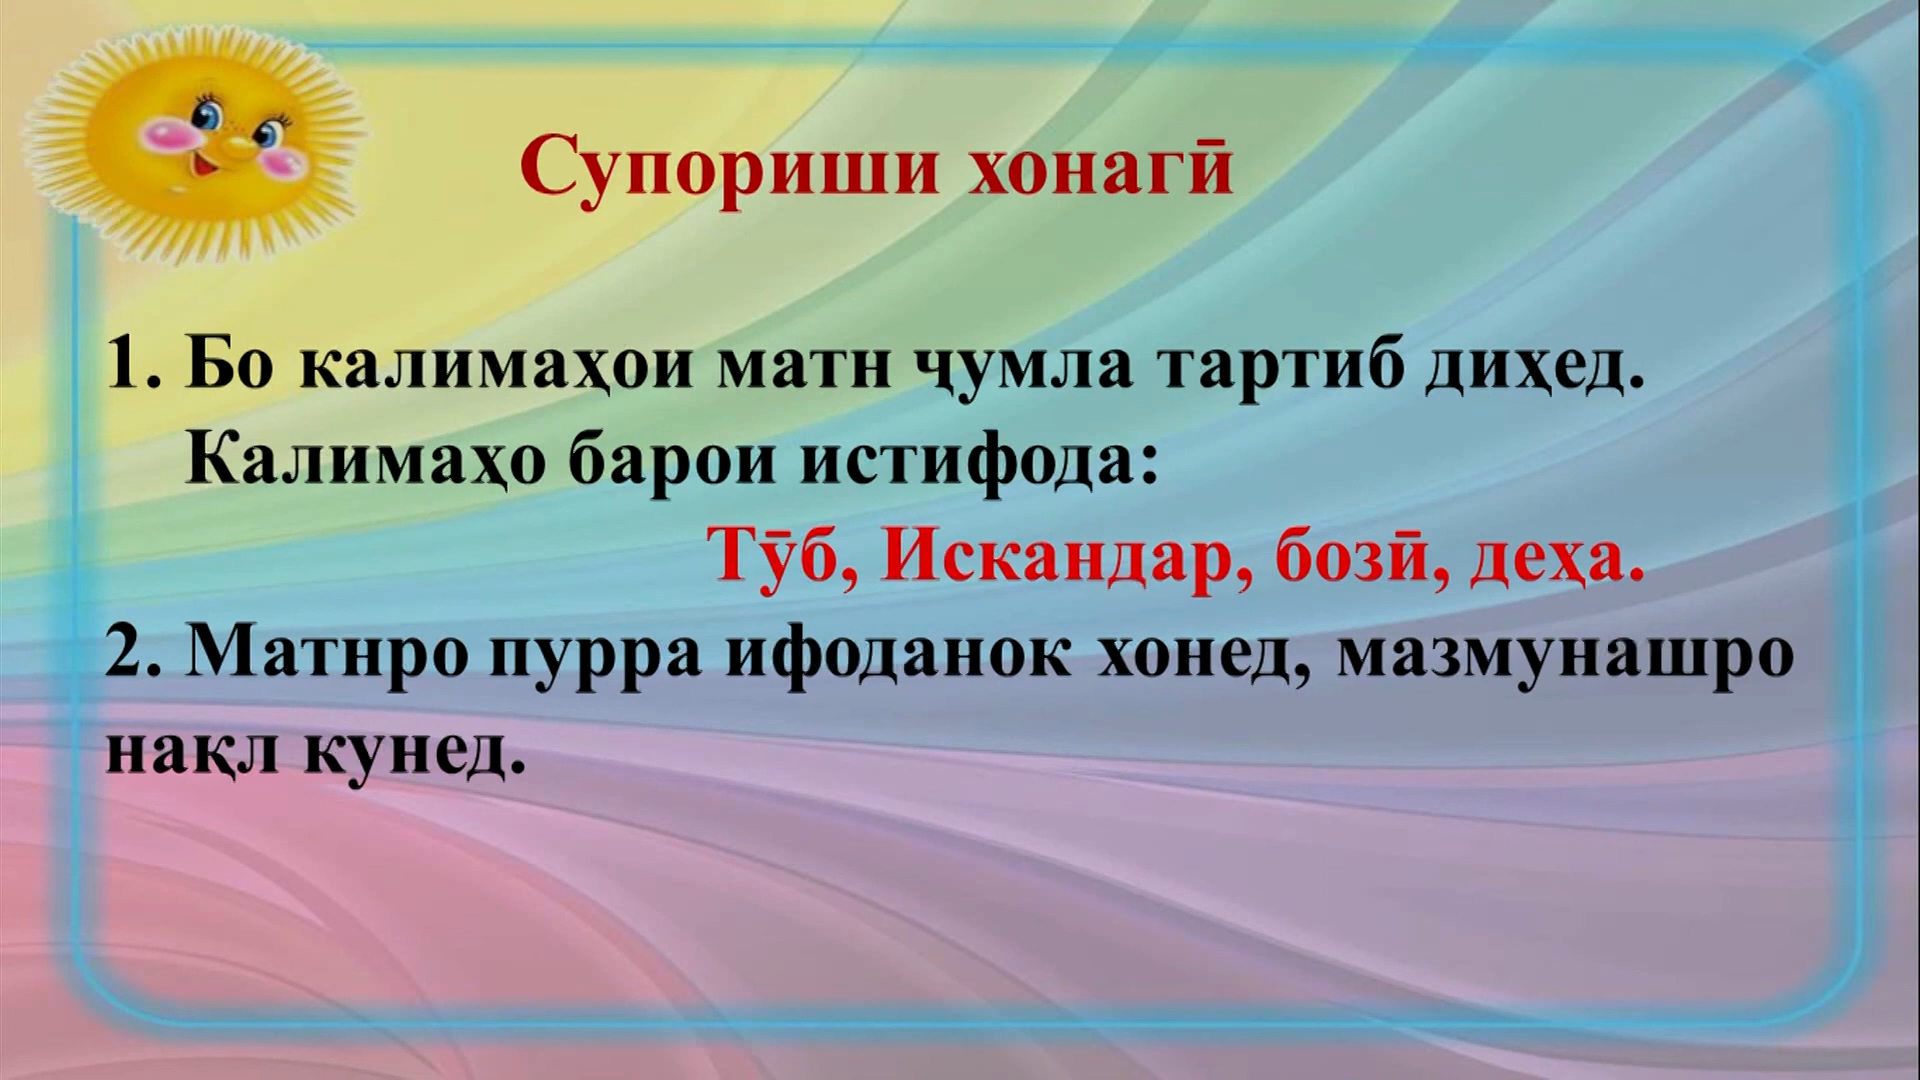 Супориши хонагӣ
1. Бо калимаҳои матн ҷумла тартиб диҳед.
Калимаҳо барои истифода:
Тӯб, Искандар, бозӣ, деҳа.
2. Матнро пурра ифоданок хонед, мазмунашро
нақл кунед.